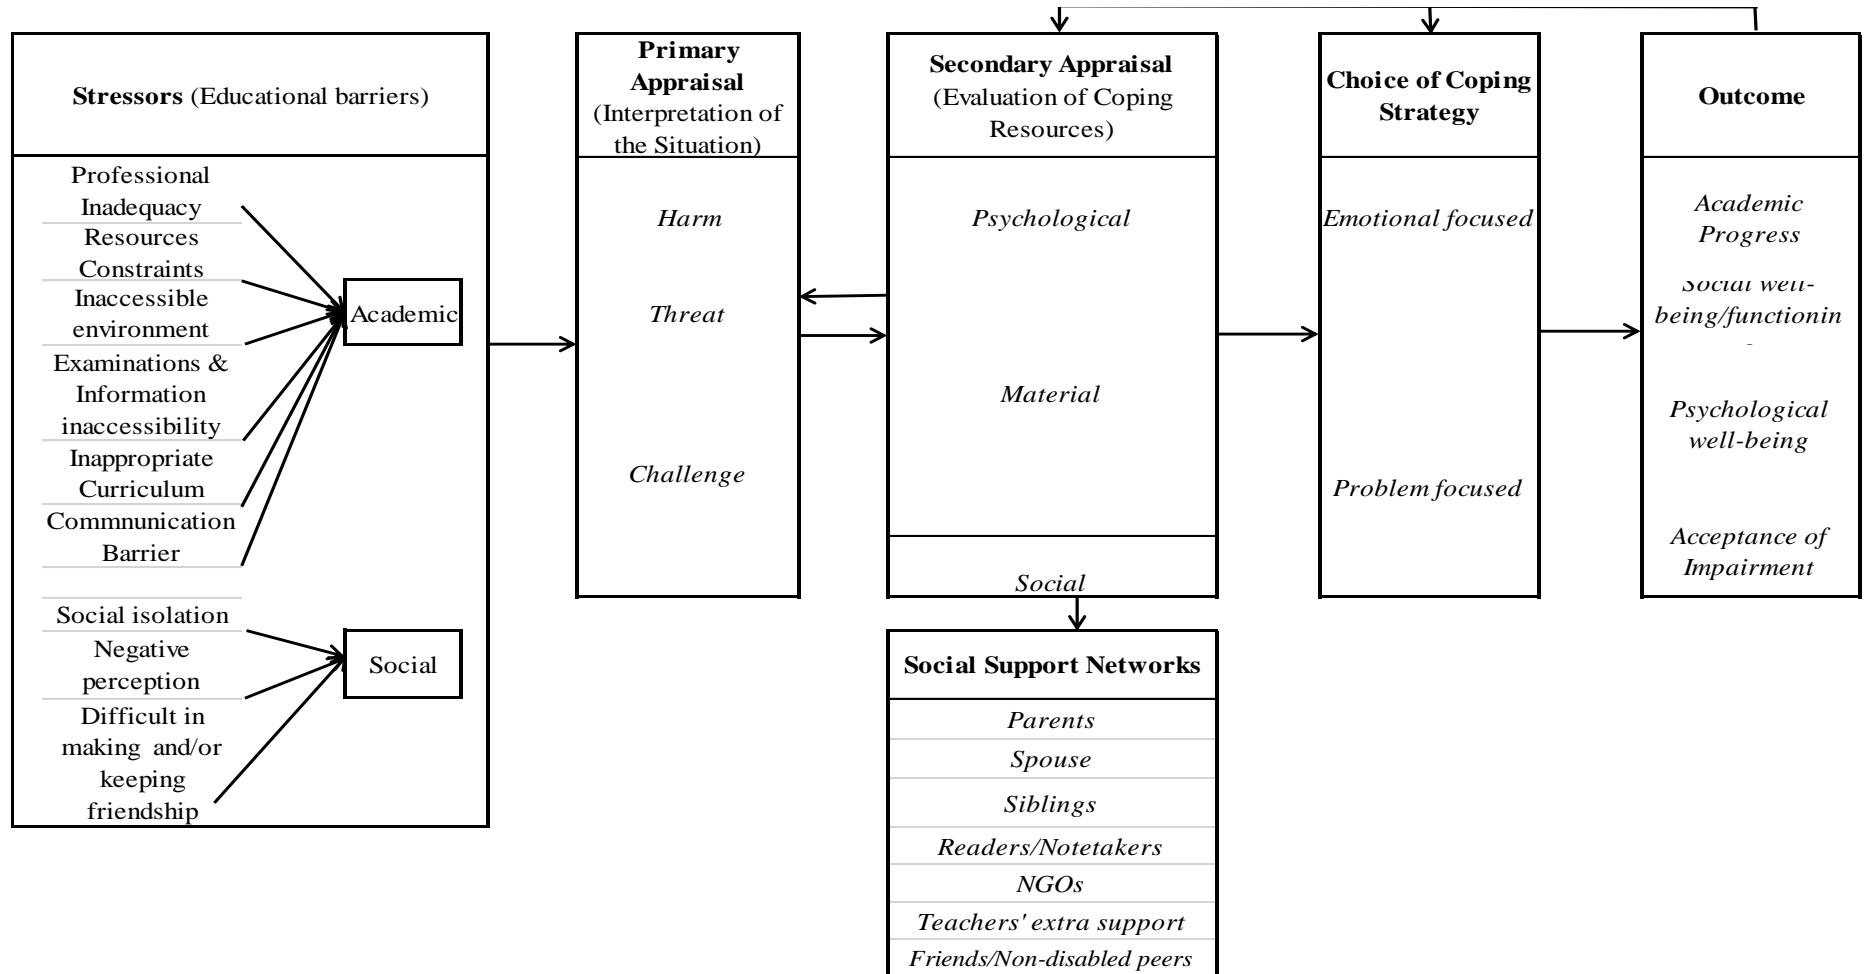 Stressors (Educational barriers)
Professional
Inadequacy
Resources
Constraints
Inaccessible
environment
Examinations &
Information
inaccessibility
Inappropriate
Curriculum
Commnunication
Barrier
Academic
Social isolation
Negative
perception
Difficult in
making and/or
keeping
friendship
Social
Primary
Appraisal
(Interpretation of
the Situation)
Harm
Threat
Challenge
Secondary Appraisal
(Evaluation of Coping
Resources)
Psychological
Material
Social
Social Support Networks
Parents
Spouse
Siblings
Readers/Notetakers
NGOs
Teachers' extra support
Friends/Non-disabled peers
Choice of Coping
Strategy
Emotional focused
Problem focused
Outcome
Academic
Progress
Social well-
being/functionin
Psychological
well-being
Acceptance of
Impairment